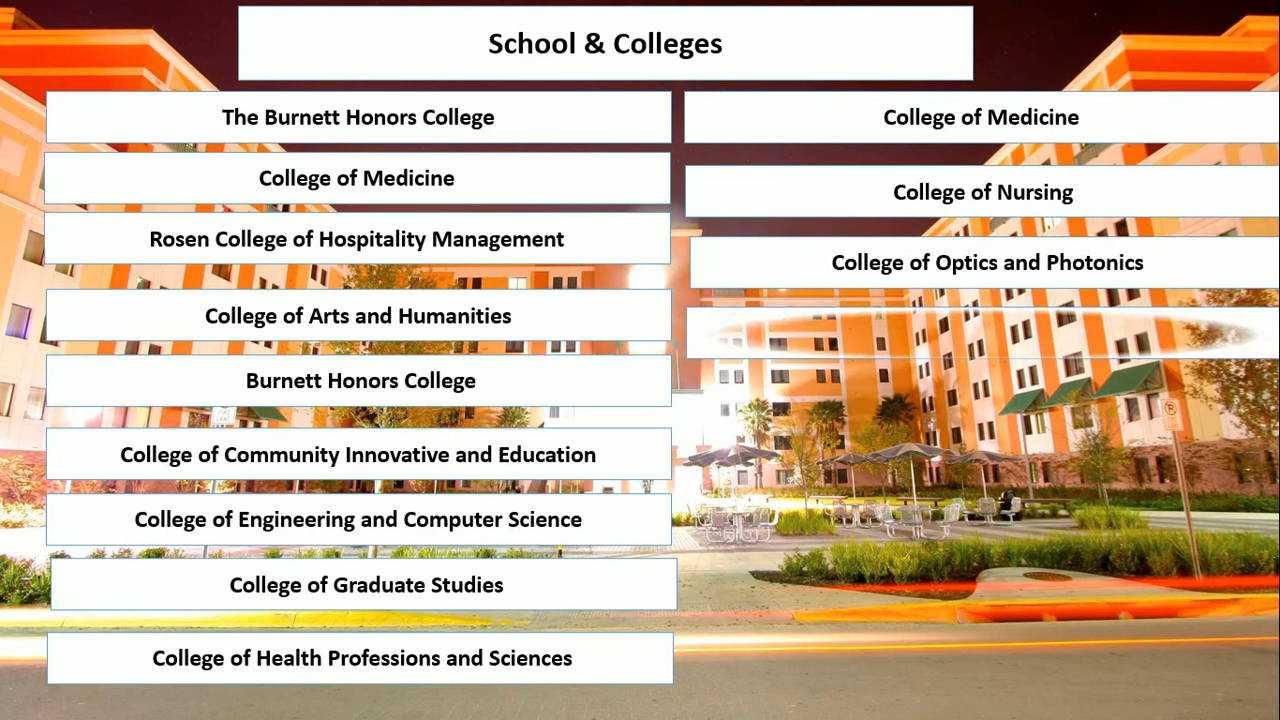 School & Colleges
The Burnett Honors College
College of Medicine
Rosen College of Hospitality Management
College of Arts and Humanities
Burnett Honors College
College of Community Innovative and Education
College of Engineering and Computer Science
College of Graduate Studies
College of Health Professions and Sciences
College of Medicine
College of Nursing
College of Optics and Photonics